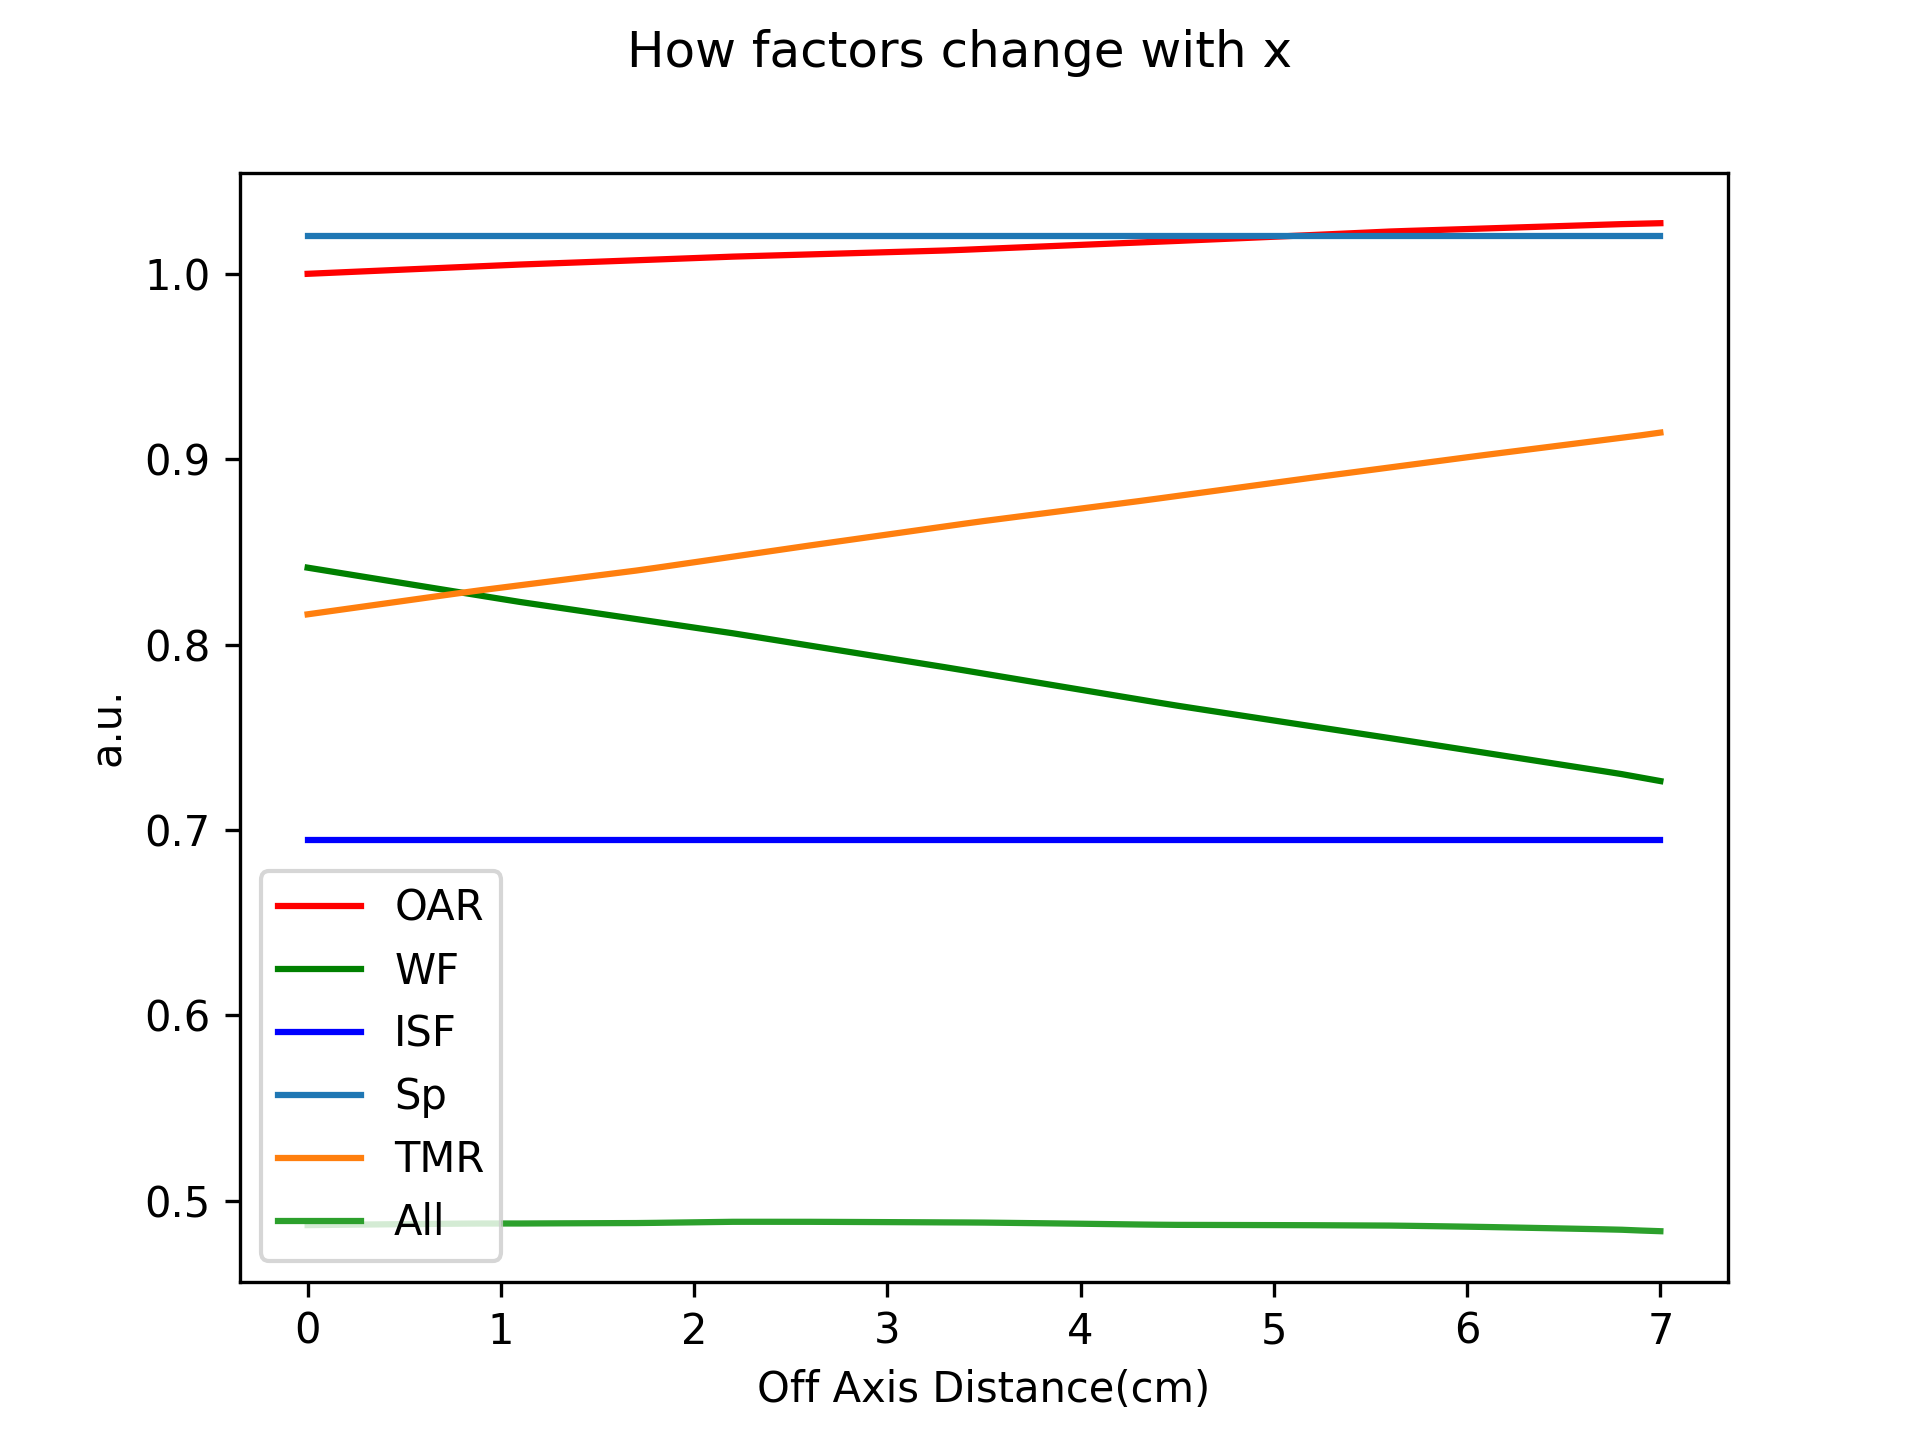 How factors change with x
a.u.
1.0
0.9
0.8
0.7
0.6
0.5
OAR
WF
ISF
Sp
TMR
All
0 1 2 3 4 5 6 7
Off Axis Distance(cm)